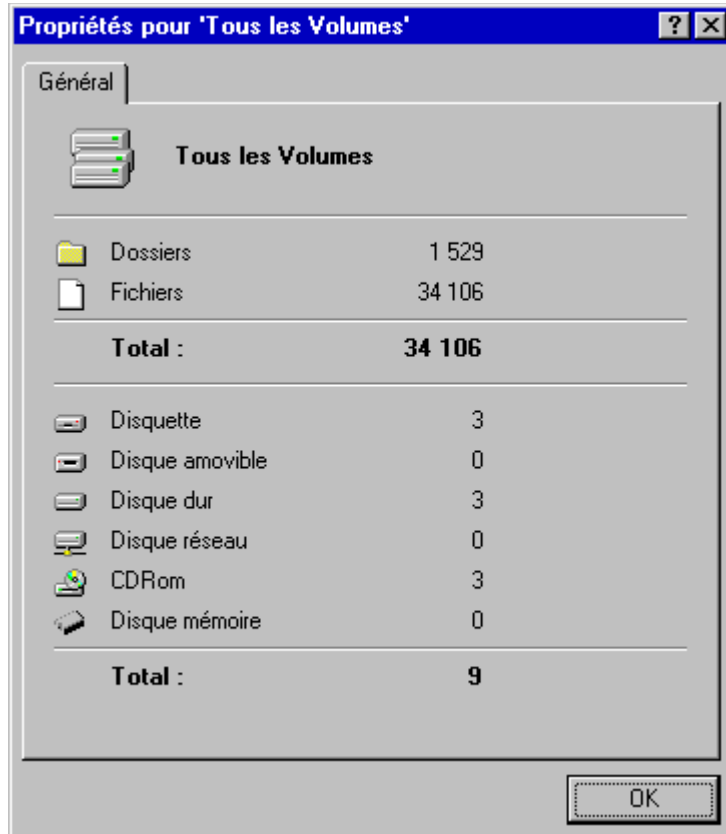 Propriétés pour 'Tous les Volumes'
Général
Tous les Volumes
Dossiers 1 529
Fichiers 34 106
Total : 34 106
Disquette 3
Disque amovible 0
Disque dur 3
Disque réseau 0
CDRom 3
Disque mémoire 0
Total : 9
OK